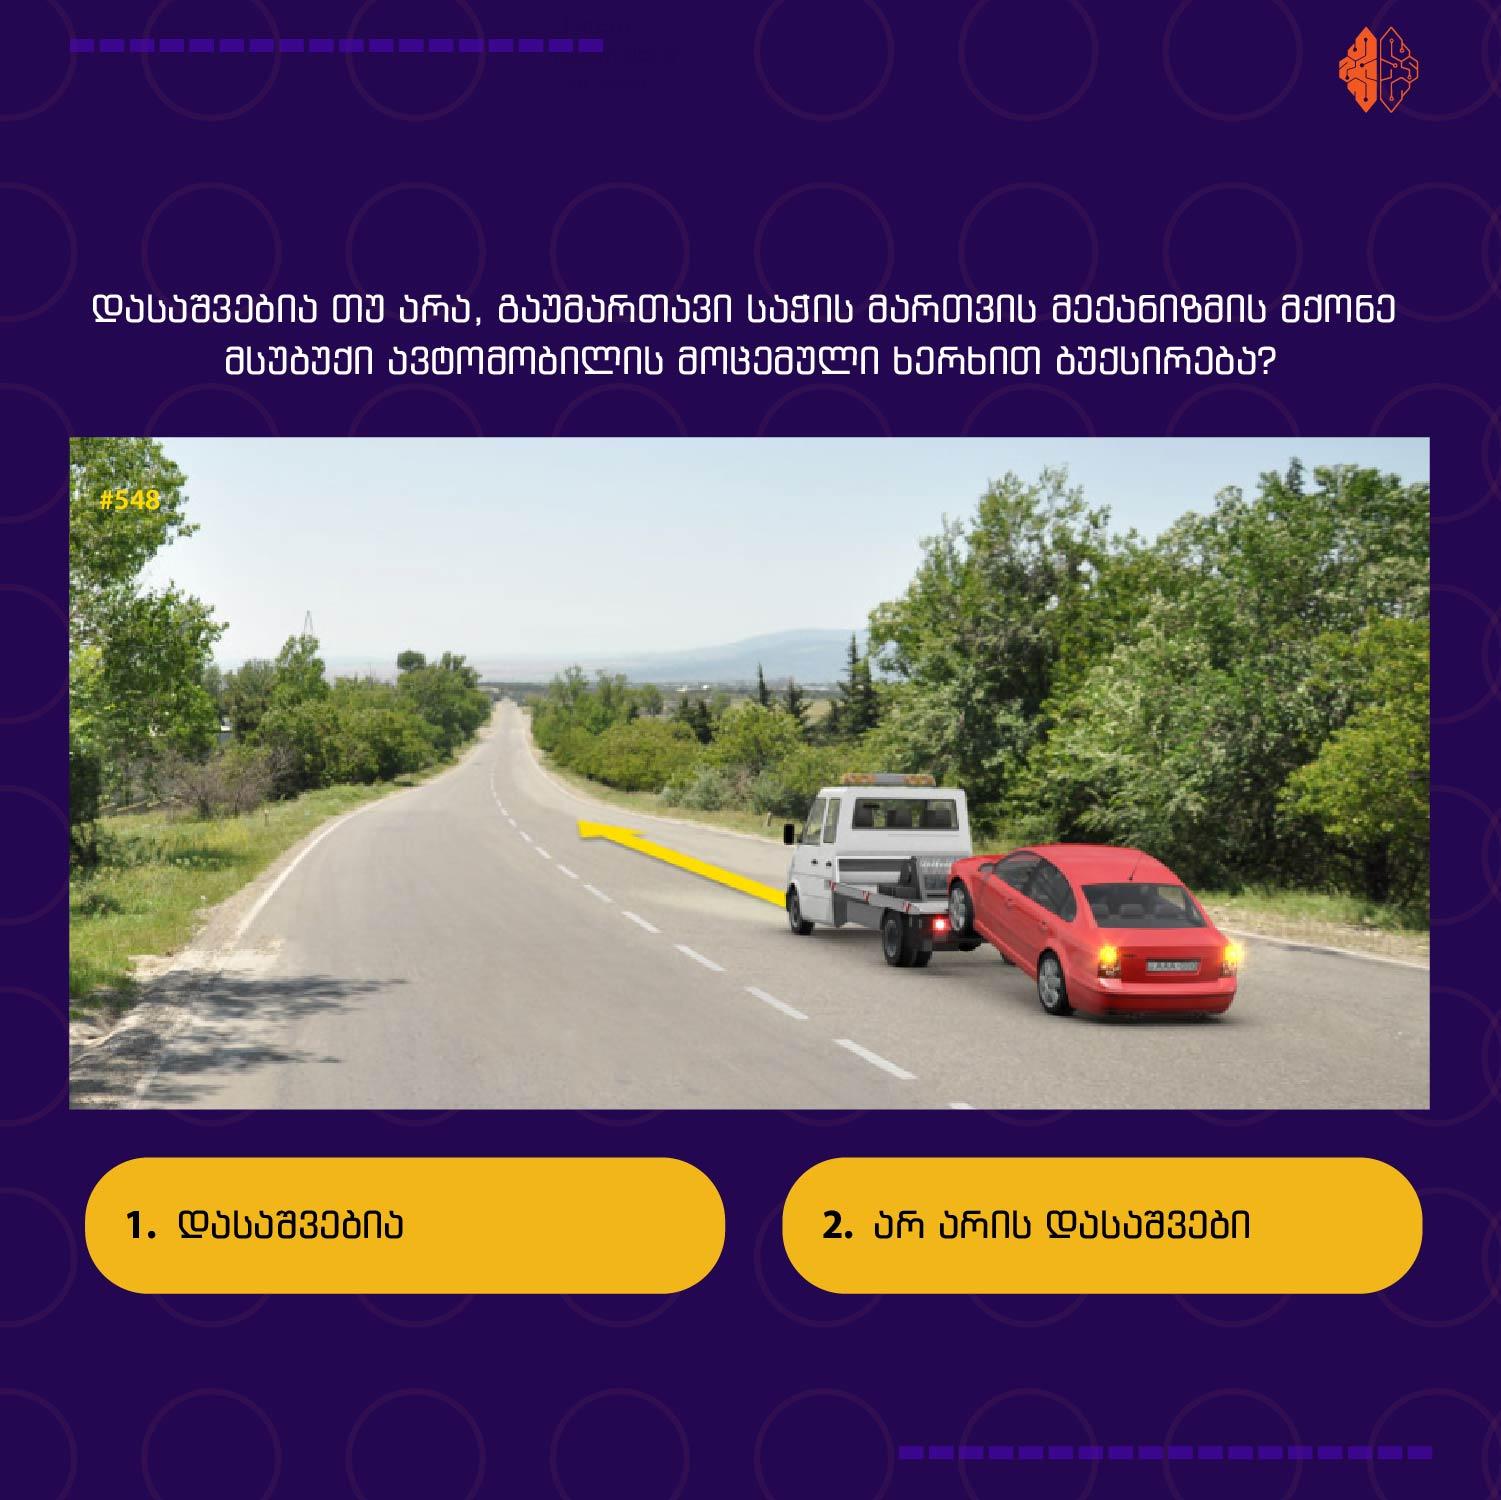 დასაშვებია თუ არა, გაუმართავი საჭის მართვის მექანიზმის მქონე
მსუბუქი ავტომობილის მოცემული ხერხით ბუქსირება?
#548
1. დასაშვებია
2. არ არის დასაშვები